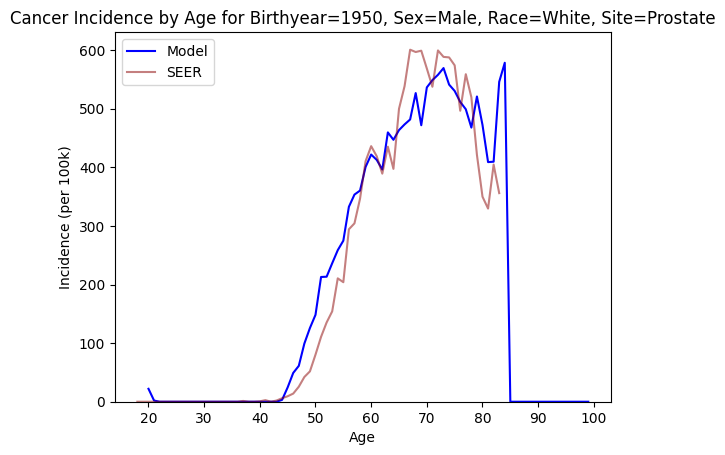 Cancer Incidence by Age for Birthyear=1950, Sex=Male, Race=White, Site=Prostate
Model
SEER
Incidence (per 100k)
600
500
400
300
200
100
0
20 30 40 50 60 70 80 90 100
Age